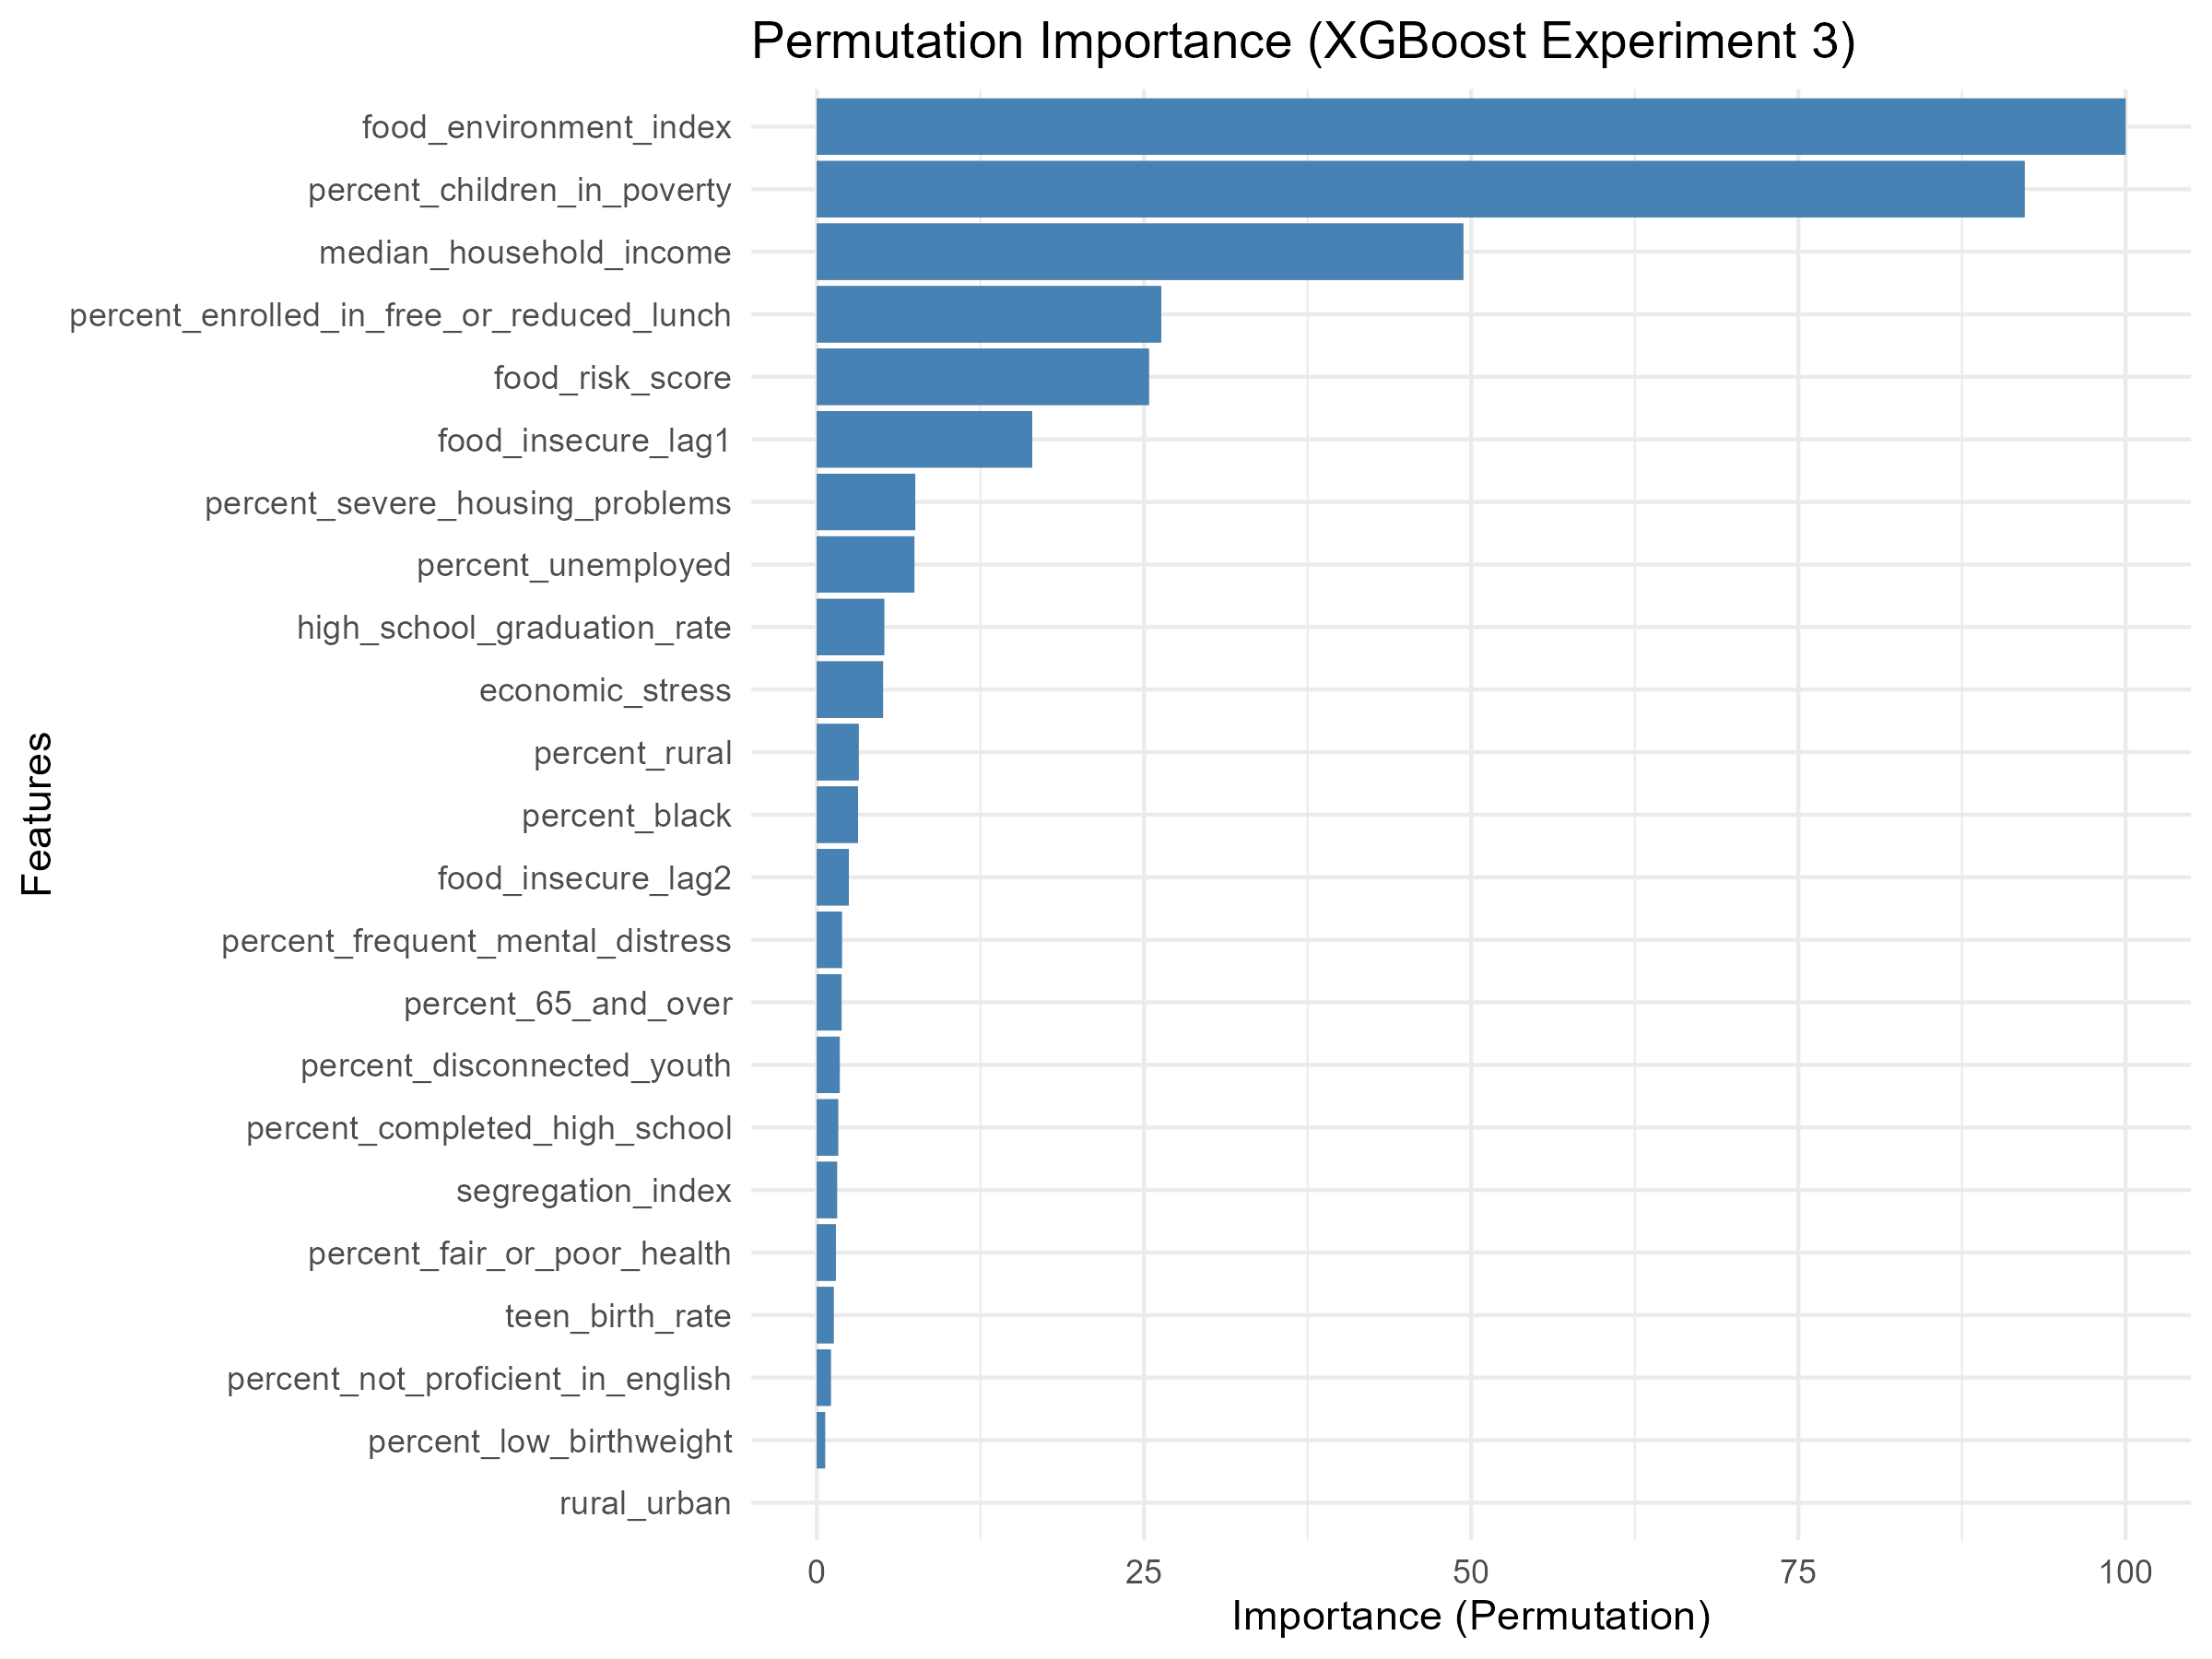 Permutation Importance (XGBoost Experiment 3)
food_environment_index
percent_children_in_poverty
median_household_income
percent_enrolled_in_free_or_reduced_lunch
food_risk_score
food_insecure_lag1
percent_severe_housing_problems
percent_unemployed
high_school_graduation_rate
economic_stress
percent_rural
percent_black
food_insecure_lag2
percent_frequent_mental_distress
percent_65_and_over
percent_disconnected_youth
percent_completed_high_school
segregation_index
percent_fair_or_poor_health
teen_birth_rate
percent_not_proficient_in_english
percent_low_birthweight
rural_urban
Features
0 25 50 75 100
Importance (Permutation)